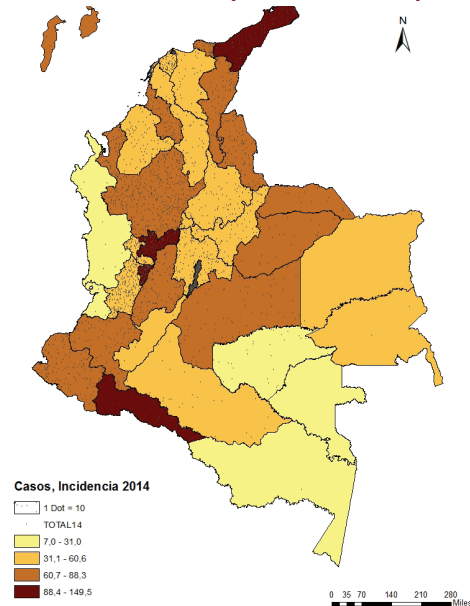 N
Casos, Incidencia 2014
1 Dot = 10
TOTAL14
7,0 - 31,0
31,1 - 60,6
60,7 - 88,3
88,4 - 149,5
0 35 70 140 210 280
Miles